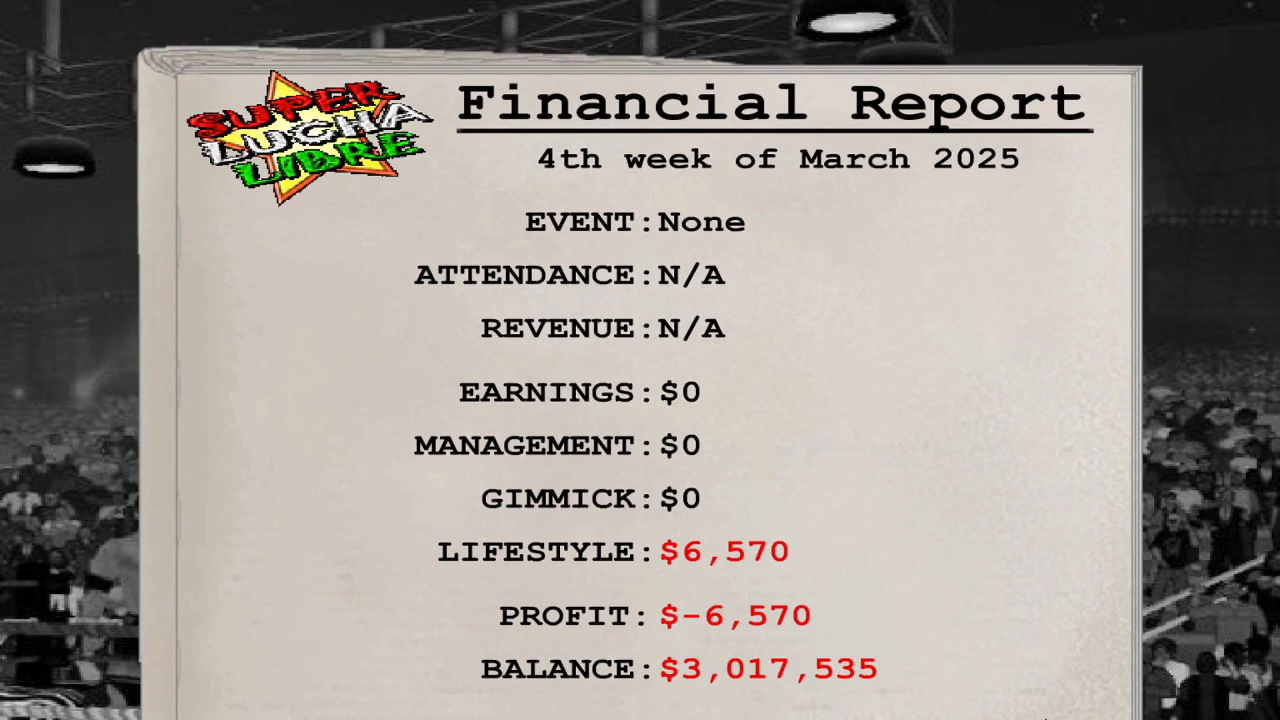 SUPER
LUCHA
LIBRE
Financial Report
4th week of March 2025
EVENT: None
ATTENDANCE: N/A
REVENUE: N/A
EARNINGS: $0
MANAGEMENT: $0
GIMMICK: $0
LIFESTYLE: $6,570
PROFIT: $-6,570
BALANCE: $3,017,535